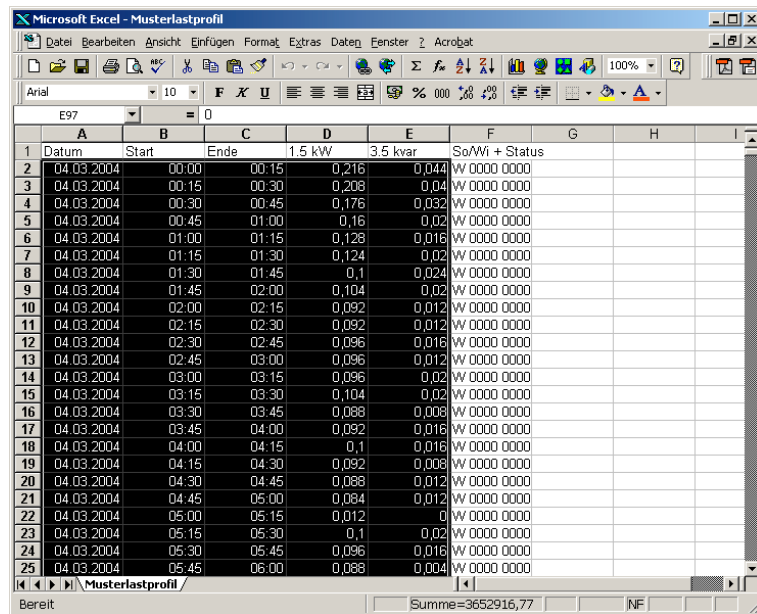 Microsoft Excel - Musterlastprofil
Datei Bearbeiten Ansicht Einfügen Format Extras Daten Fenster ? Acrobat
100%
Arial 10 F K U % 000
E97 = 0
A B C D E F G H I
1 Datum Start Ende 1.5 kW 3.5 kvar So/Wi + Status
2 04.03.2004 00:00 00:15 0,216 0,044 W 0000 0000
3 04.03.2004 00:15 00:30 0,208 0,04 W 0000 0000
4 04.03.2004 00:30 00:45 0,176 0,032 W 0000 0000
5 04.03.2004 00:45 01:00 0,16 0,02 W 0000 0000
6 04.03.2004 01:00 01:15 0,128 0,016 W 0000 0000
7 04.03.2004 01:15 01:30 0,124 0,02 W 0000 0000
8 04.03.2004 01:30 01:45 0,1 0,024 W 0000 0000
9 04.03.2004 01:45 02:00 0,104 0,02 W 0000 0000
10 04.03.2004 02:00 02:15 0,092 0,012 W 0000 0000
11 04.03.2004 02:15 02:30 0,092 0,012 W 0000 0000
12 04.03.2004 02:30 02:45 0,096 0,016 W 0000 0000
13 04.03.2004 02:45 03:00 0,096 0,012 W 0000 0000
14 04.03.2004 03:00 03:15 0,096 0,02 W 0000 0000
15 04.03.2004 03:15 03:30 0,104 0,02 W 0000 0000
16 04.03.2004 03:30 03:45 0,088 0,008 W 0000 0000
17 04.03.2004 03:45 04:00 0,092 0,016 W 0000 0000
18 04.03.2004 04:00 04:15 0,1 0,016 W 0000 0000
19 04.03.2004 04:15 04:30 0,092 0,008 W 0000 0000
20 04.03.2004 04:30 04:45 0,088 0,012 W 0000 0000
21 04.03.2004 04:45 05:00 0,084 0,012 W 0000 0000
22 04.03.2004 05:00 05:15 0,012 0 W 0000 0000
23 04.03.2004 05:15 05:30 0,1 0,02 W 0000 0000
24 04.03.2004 05:30 05:45 0,096 0,016 W 0000 0000
25 04.03.2004 05:45 06:00 0,088 0,004 W 0000 0000
Musterlastprofil
Bereit Summe=3652916,77 NF